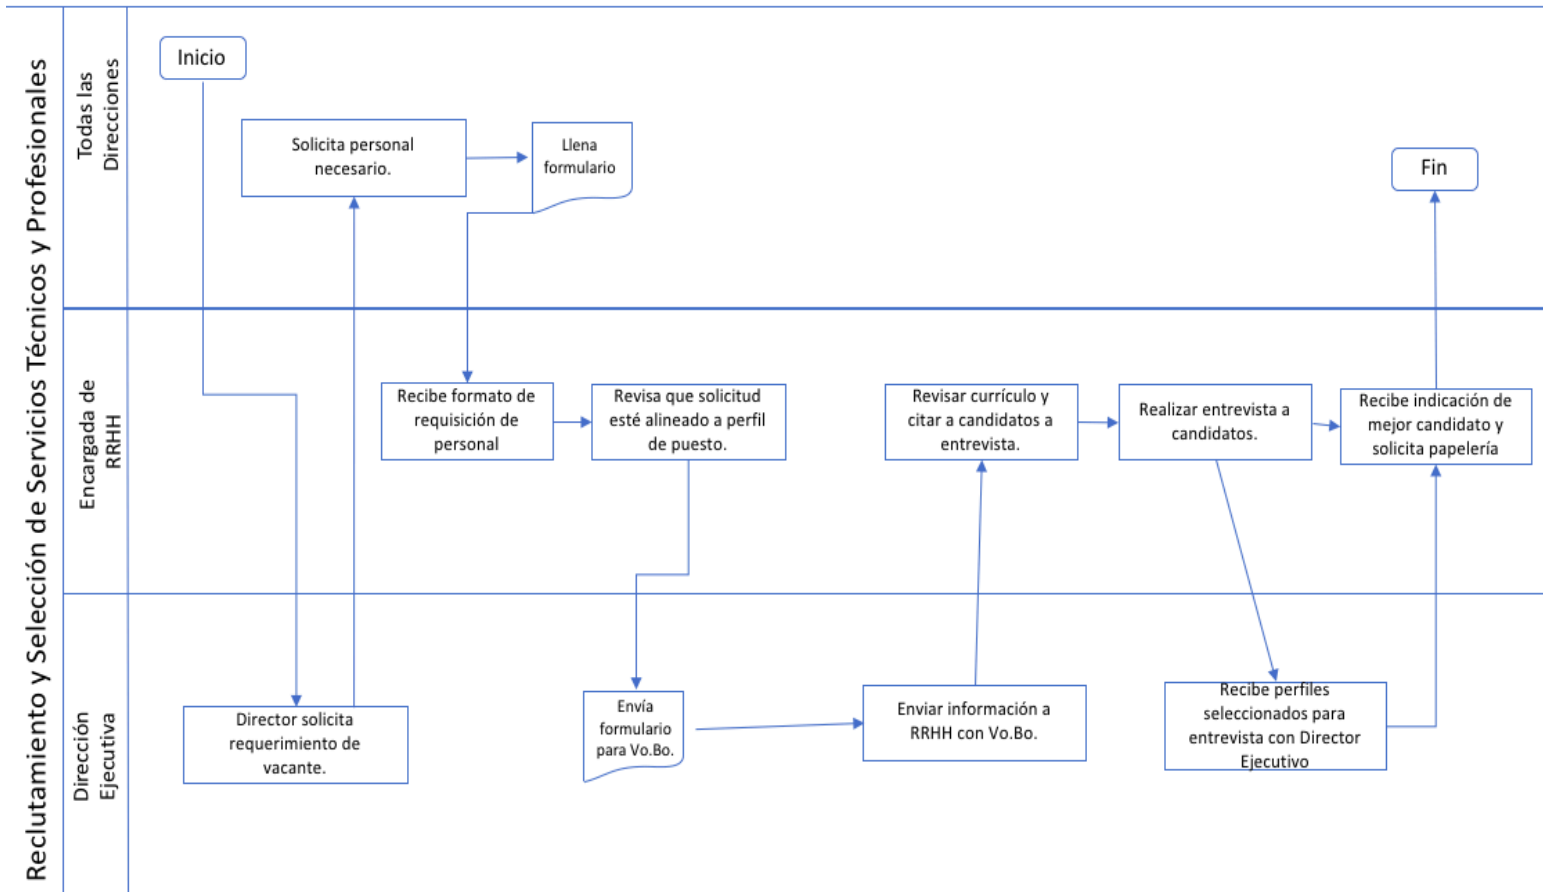 Reclutamiento y Selección de Servicios Técnicos y Profesionales
Todas las
Direcciones
Inicio
Solicita personal
necesario.
Llena
formulario
Fin
Encargada de
RRHH
Recibe formato de
requisición de
personal
Revisa que solicitud
esté alineado a perfil
de puesto.
Revisar currículo y
citar a candidatos a
entrevista.
Realizar entrevista a
candidatos.
Recibe indicación de
mejor candidato y
solicita papelería
Dirección
Ejecutiva
Director solicita
requerimiento de
vacante.
Envía
formulario
para Vo.Bo.
Enviar información a
RRHH con Vo.Bo.
Recibe perfiles
seleccionados para
entrevista con Director
Ejecutivo